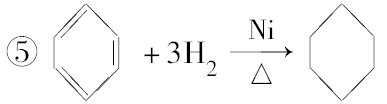 ⑤ + 3H₂ Ni △